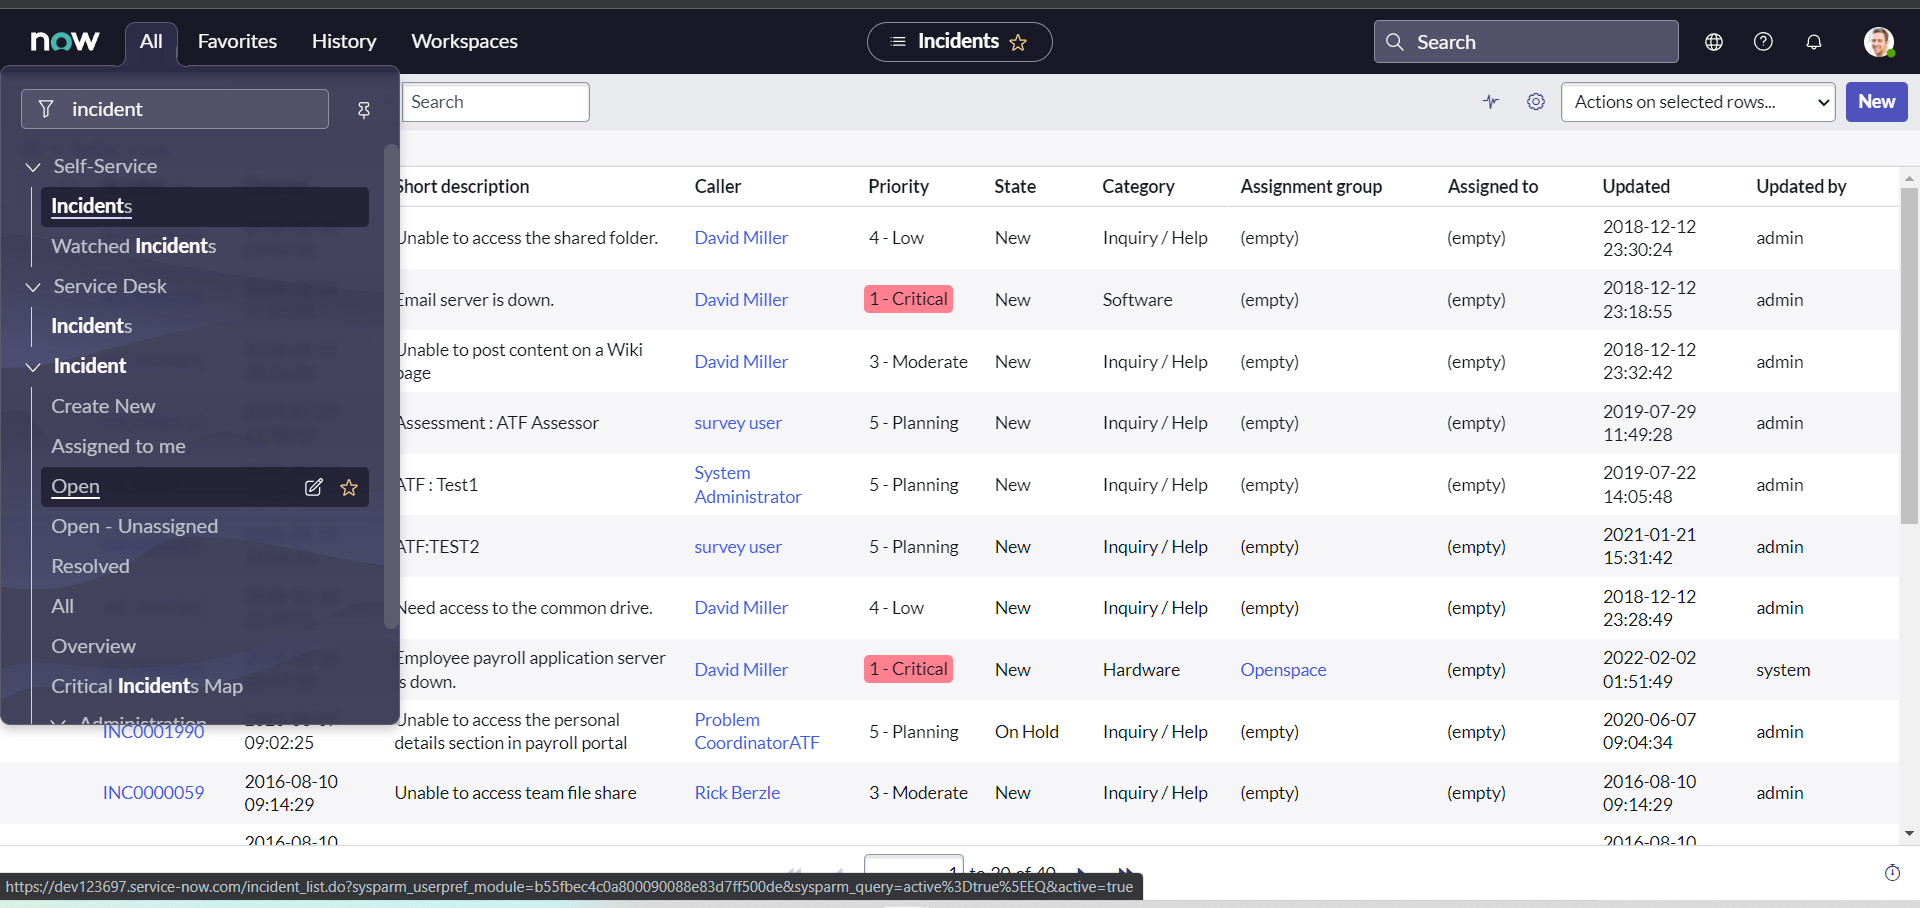 now
All
Favorites
History
Workspaces
Incidents
Search
incident
Search
Actions on selected rows...
New
Self-Service
Incidents
Watched Incidents
Service Desk
Incidents
Incident
Create New
Assigned to me
Open
Open - Unassigned
Resolved
All
Overview
Critical Incidents Map
Administration
Short description Caller Priority State Category Assignment group Assigned to Updated Updated by
Unable to access the shared folder. David Miller 4 - Low New Inquiry / Help (empty) (empty) 2018-12-12 23:30:24 admin
Email server is down. David Miller 1 - Critical New Software (empty) (empty) 2018-12-12 23:18:55 admin
Unable to post content on a Wiki page David Miller 3 - Moderate New Inquiry / Help (empty) (empty) 2018-12-12 23:32:42 admin
Assessment : ATF Assessor survey user 5 - Planning New Inquiry / Help (empty) (empty) 2019-07-29 11:49:28 admin
ATF : Test1 System Administrator 5 - Planning New Inquiry / Help (empty) (empty) 2019-07-22 14:05:48 admin
ATF:TEST2 survey user 5 - Planning New Inquiry / Help (empty) (empty) 2021-01-21 15:31:42 admin
Need access to the common drive. David Miller 4 - Low New Inquiry / Help (empty) (empty) 2018-12-12 23:28:49 admin
Employee payroll application server is down. David Miller 1 - Critical New Hardware Openspace (empty) 2022-02-02 01:51:49 system
INC0001990 09:02:25 Unable to access the personal details section in payroll portal Problem CoordinatorATF 5 - Planning On Hold Inquiry / Help (empty) (empty) 2020-06-07 09:04:34 admin
INC0000059 2016-08-10 09:14:29 Unable to access team file share Rick Berzle 3 - Moderate New Inquiry / Help (empty) (empty) 2016-08-10 09:14:29 admin
2016-08-10 2016-08-10
1 to 20 of 40
https://dev123697.service-now.com/incident_list.do?sysparm_userpref_module=b55fbec4c0a800090088e83d7ff500de&sysparm_query=active%3Dtrue%5EEQ&active=true